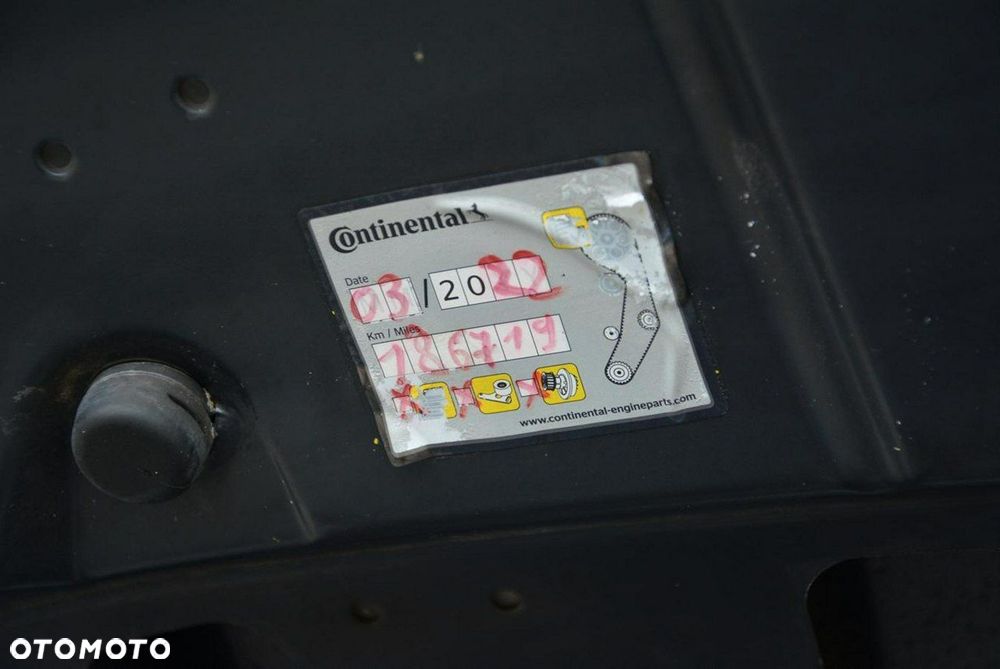 Continental
Date
03/2022
Km / Miles
186719
www.continental-engineparts.com
OTOMOTO